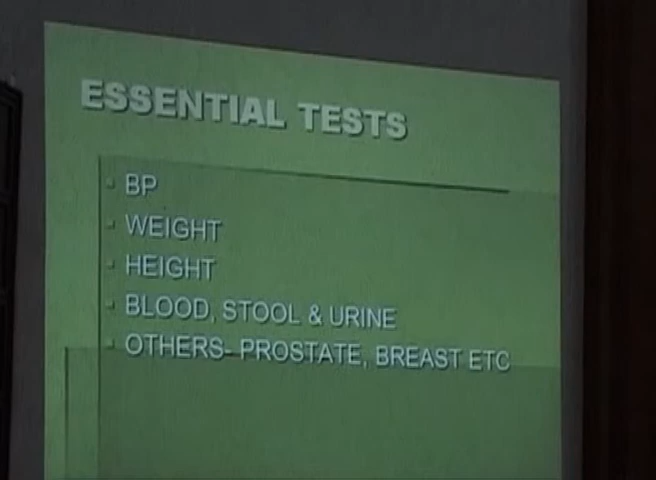 ESSENTIAL TESTS
BP
WEIGHT
HEIGHT
BLOOD, STOOL & URINE
OTHERS- PROSTATE, BREAST ETC